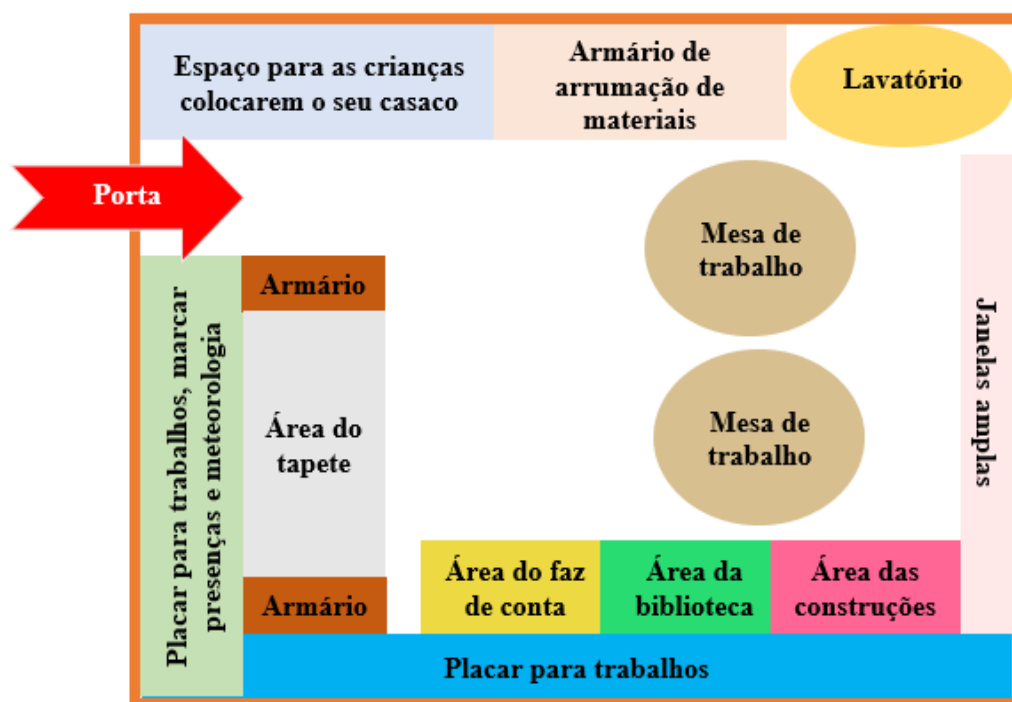 Espaço para as crianças
colocarem o seu casaco
Armário de
arrumação de
materiais
Lavatório
Porta
Mesa de
trabalho
Armário
Placar para trabalhos, marcar
presenças e meteorologia
Área do
tapete
Mesa de
trabalho
Janelas amplas
Armário
Área do faz
de conta
Área da
biblioteca
Área das
construções
Placar para trabalhos